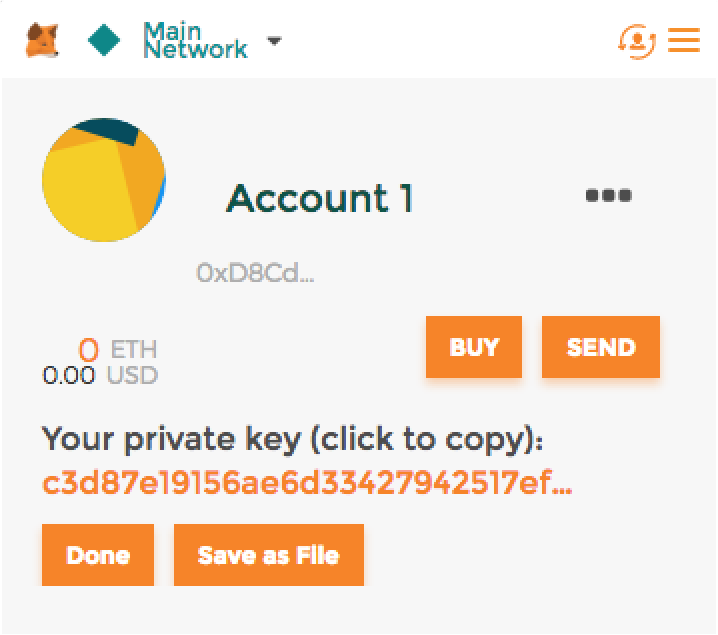 Main
Network
Account 1
0xD8Cd...
0 ETH
0.00 USD
BUY
SEND
Your private key (click to copy):
c3d87e19156ae6d33427942517ef...
Done
Save as File